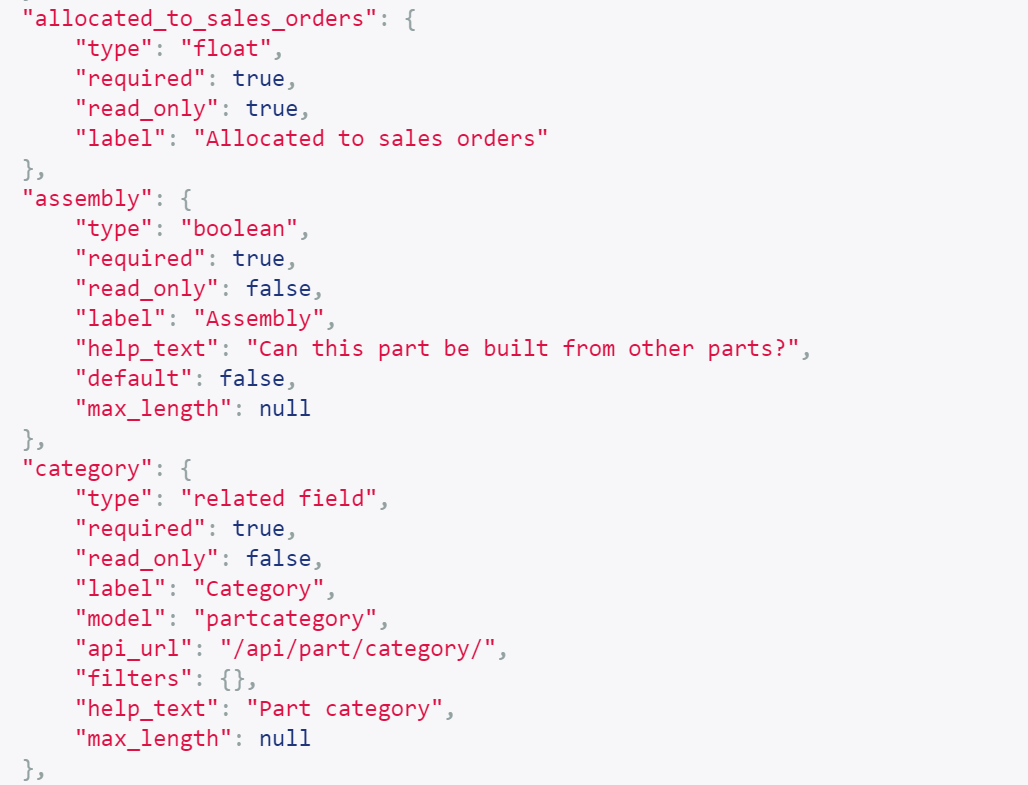 "allocated_to_sales_orders": {
    "type": "float",
    "required": true,
    "read_only": true,
    "label": "Allocated to sales orders"
},
"assembly": {
    "type": "boolean",
    "required": true,
    "read_only": false,
    "label": "Assembly",
    "help_text": "Can this part be built from other parts?",
    "default": false,
    "max_length": null
},
"category": {
    "type": "related field",
    "required": true,
    "read_only": false,
    "label": "Category",
    "model": "partcategory",
    "api_url": "/api/part/category/",
    "filters": {},
    "help_text": "Part category",
    "max_length": null
},